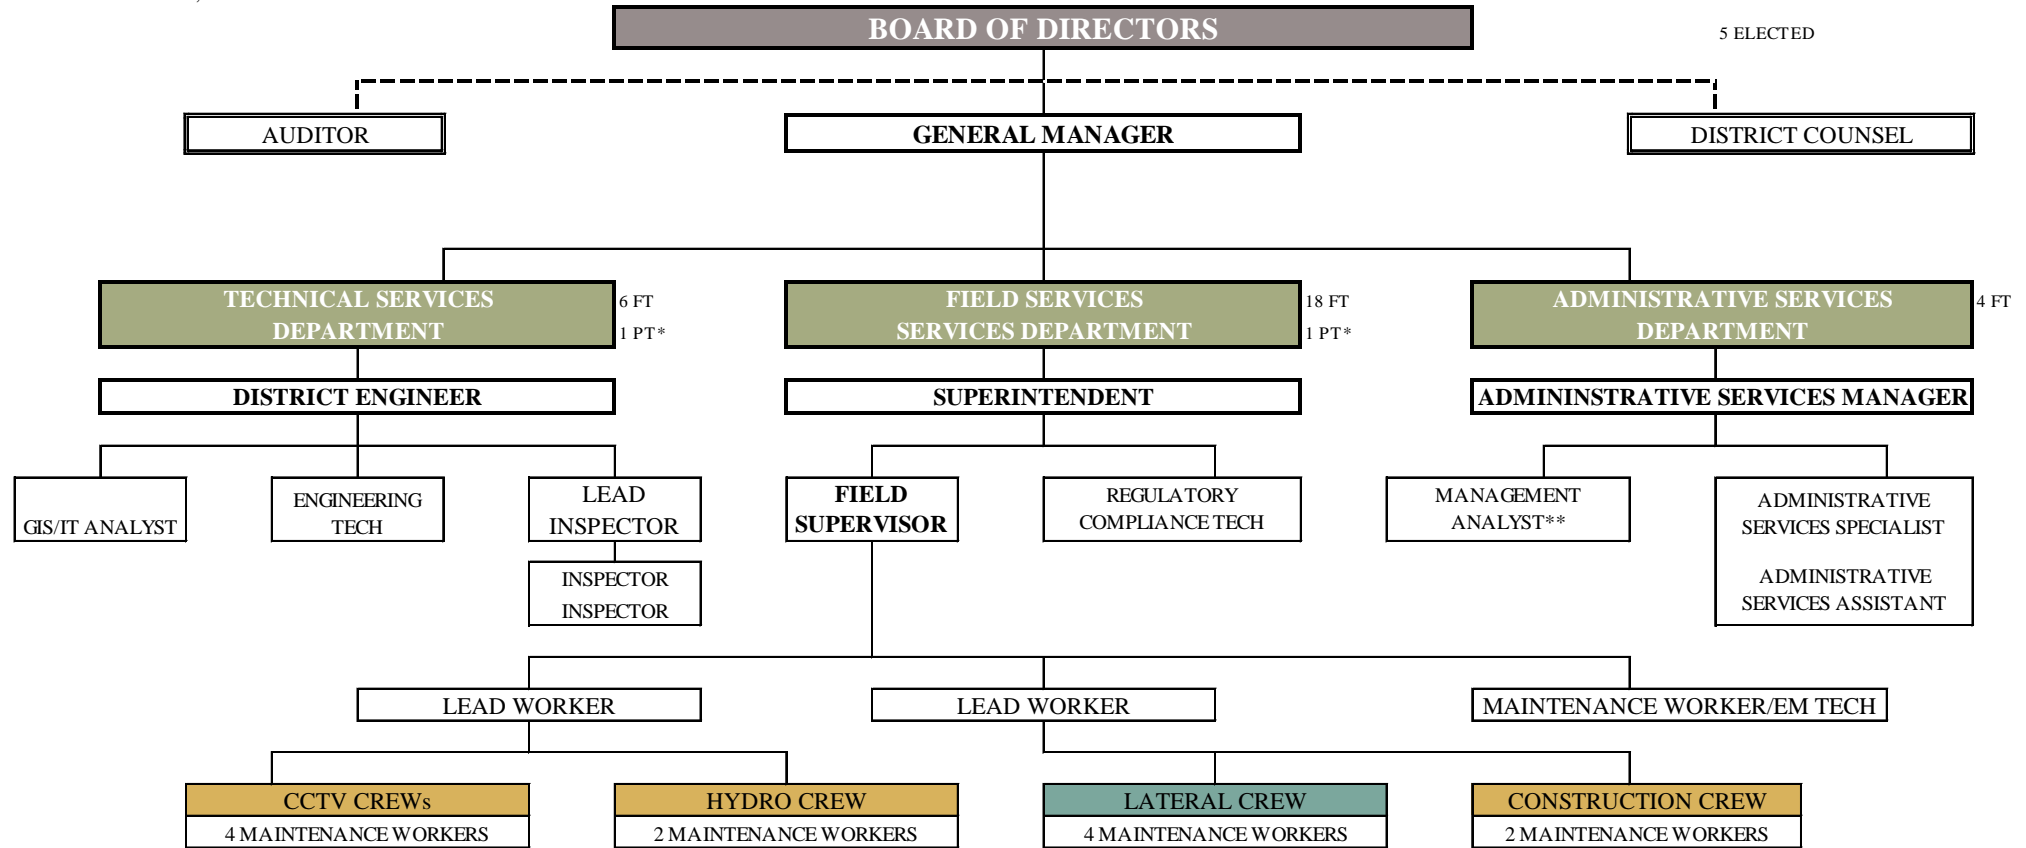 BOARD OF DIRECTORS
5 ELECTED
AUDITOR
GENERAL MANAGER
DISTRICT COUNSEL
TECHNICAL SERVICES
DEPARTMENT
6 FT
1 PT*
FIELD SERVICES
SERVICES DEPARTMENT
18 FT
1 PT*
ADMINISTRATIVE SERVICES
DEPARTMENT
4 FT
DISTRICT ENGINEER
SUPERINTENDENT
ADMININSTRATIVE SERVICES MANAGER
GIS/IT ANALYST
ENGINEERING
TECH
LEAD
INSPECTOR
FIELD
SUPERVISOR
REGULATORY
COMPLIANCE TECH
MANAGEMENT
ANALYST**
ADMINISTRATIVE
SERVICES SPECIALIST
ADMINISTRATIVE
SERVICES ASSISTANT
INSPECTOR
INSPECTOR
LEAD WORKER
LEAD WORKER
MAINTENANCE WORKER/EM TECH
CCTV CREWs
4 MAINTENANCE WORKERS
HYDRO CREW
2 MAINTENANCE WORKERS
LATERAL CREW
4 MAINTENANCE WORKERS
CONSTRUCTION CREW
2 MAINTENANCE WORKERS